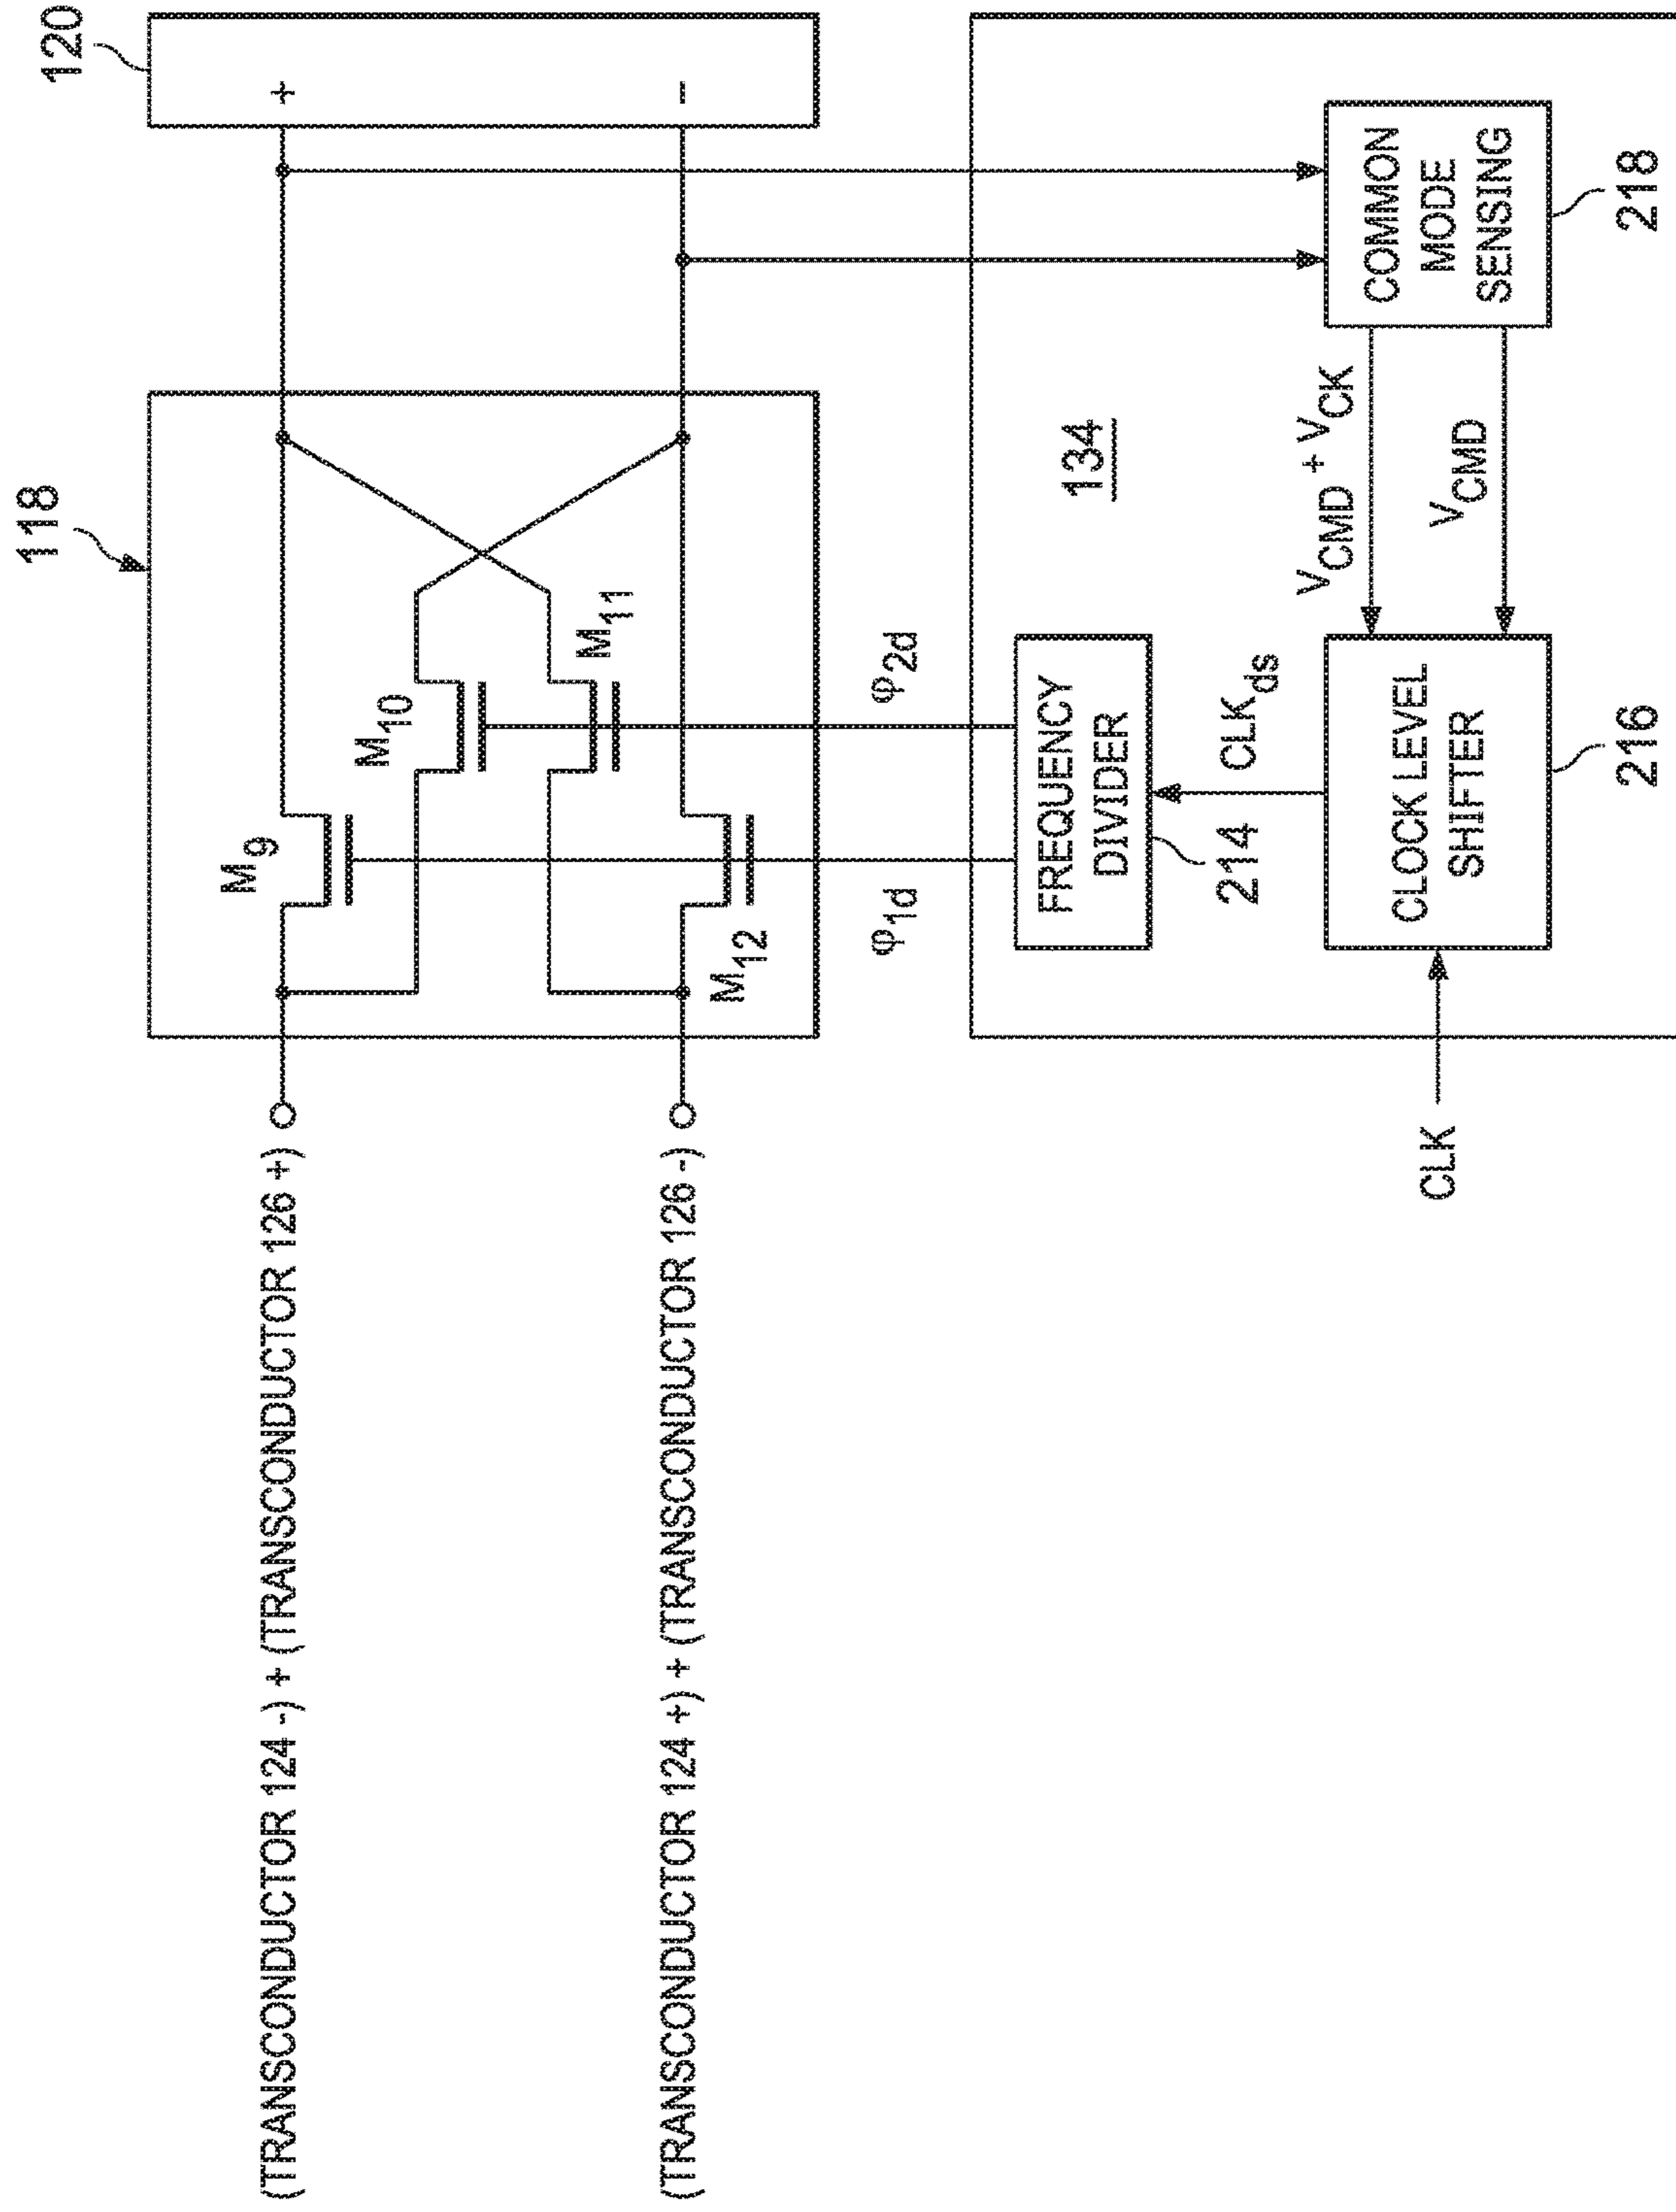 118
120
+
-
M9
M10
M11
M12
(TRANSCONDUCTOR 124 -) + (TRANSCONDUCTOR 126 +)
(TRANSCONDUCTOR 124 +) + (TRANSCONDUCTOR 126 -)
φ1d
φ2d
134
FREQUENCY
DIVIDER
214
CLKds
VCMD + VCK
VCMD
CLK
CLOCK LEVEL
SHIFTER
216
COMMON
MODE
SENSING
218